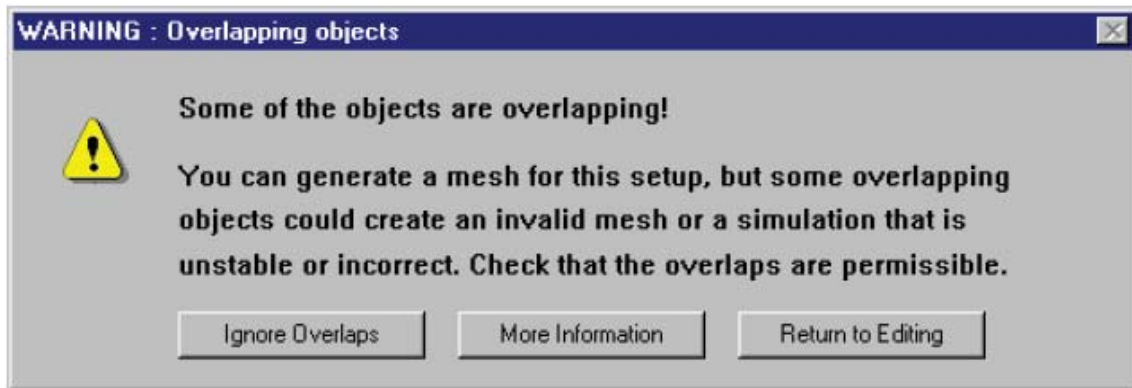 WARNING : Overlapping objects
Some of the objects are overlapping!
You can generate a mesh for this setup, but some overlapping
objects could create an invalid mesh or a simulation that is
unstable or incorrect. Check that the overlaps are permissible.
Ignore Overlaps More Information Return to Editing